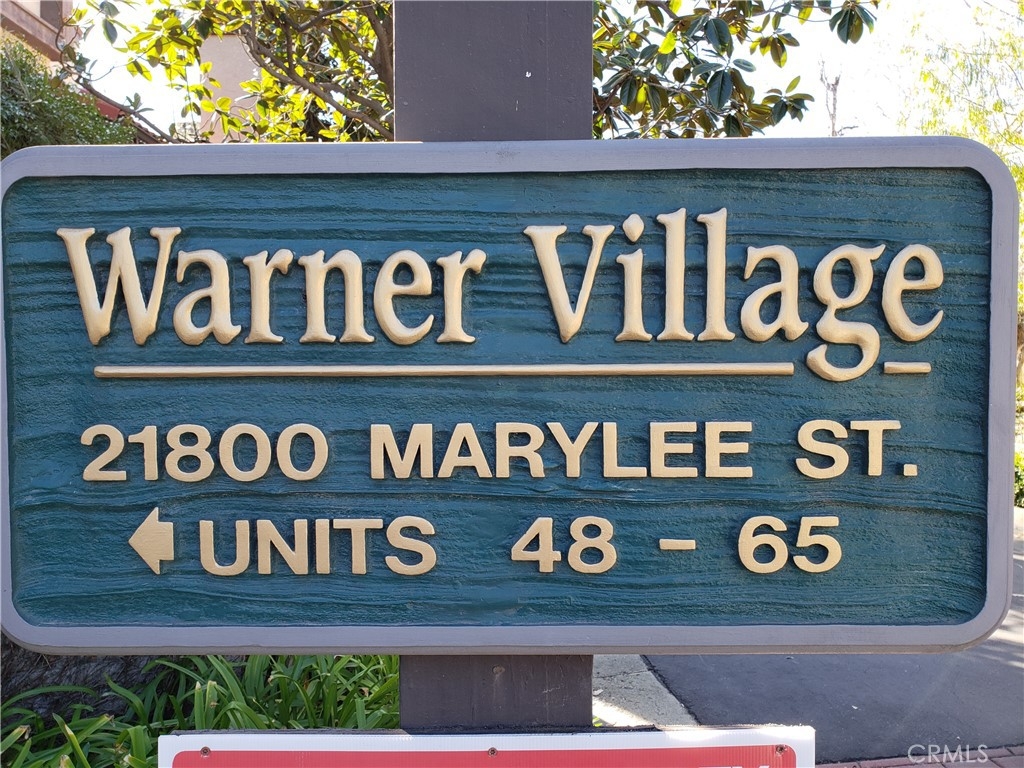 Warner Village
21800 MARYLEE ST.
UNITS 48 - 65
CRMLS